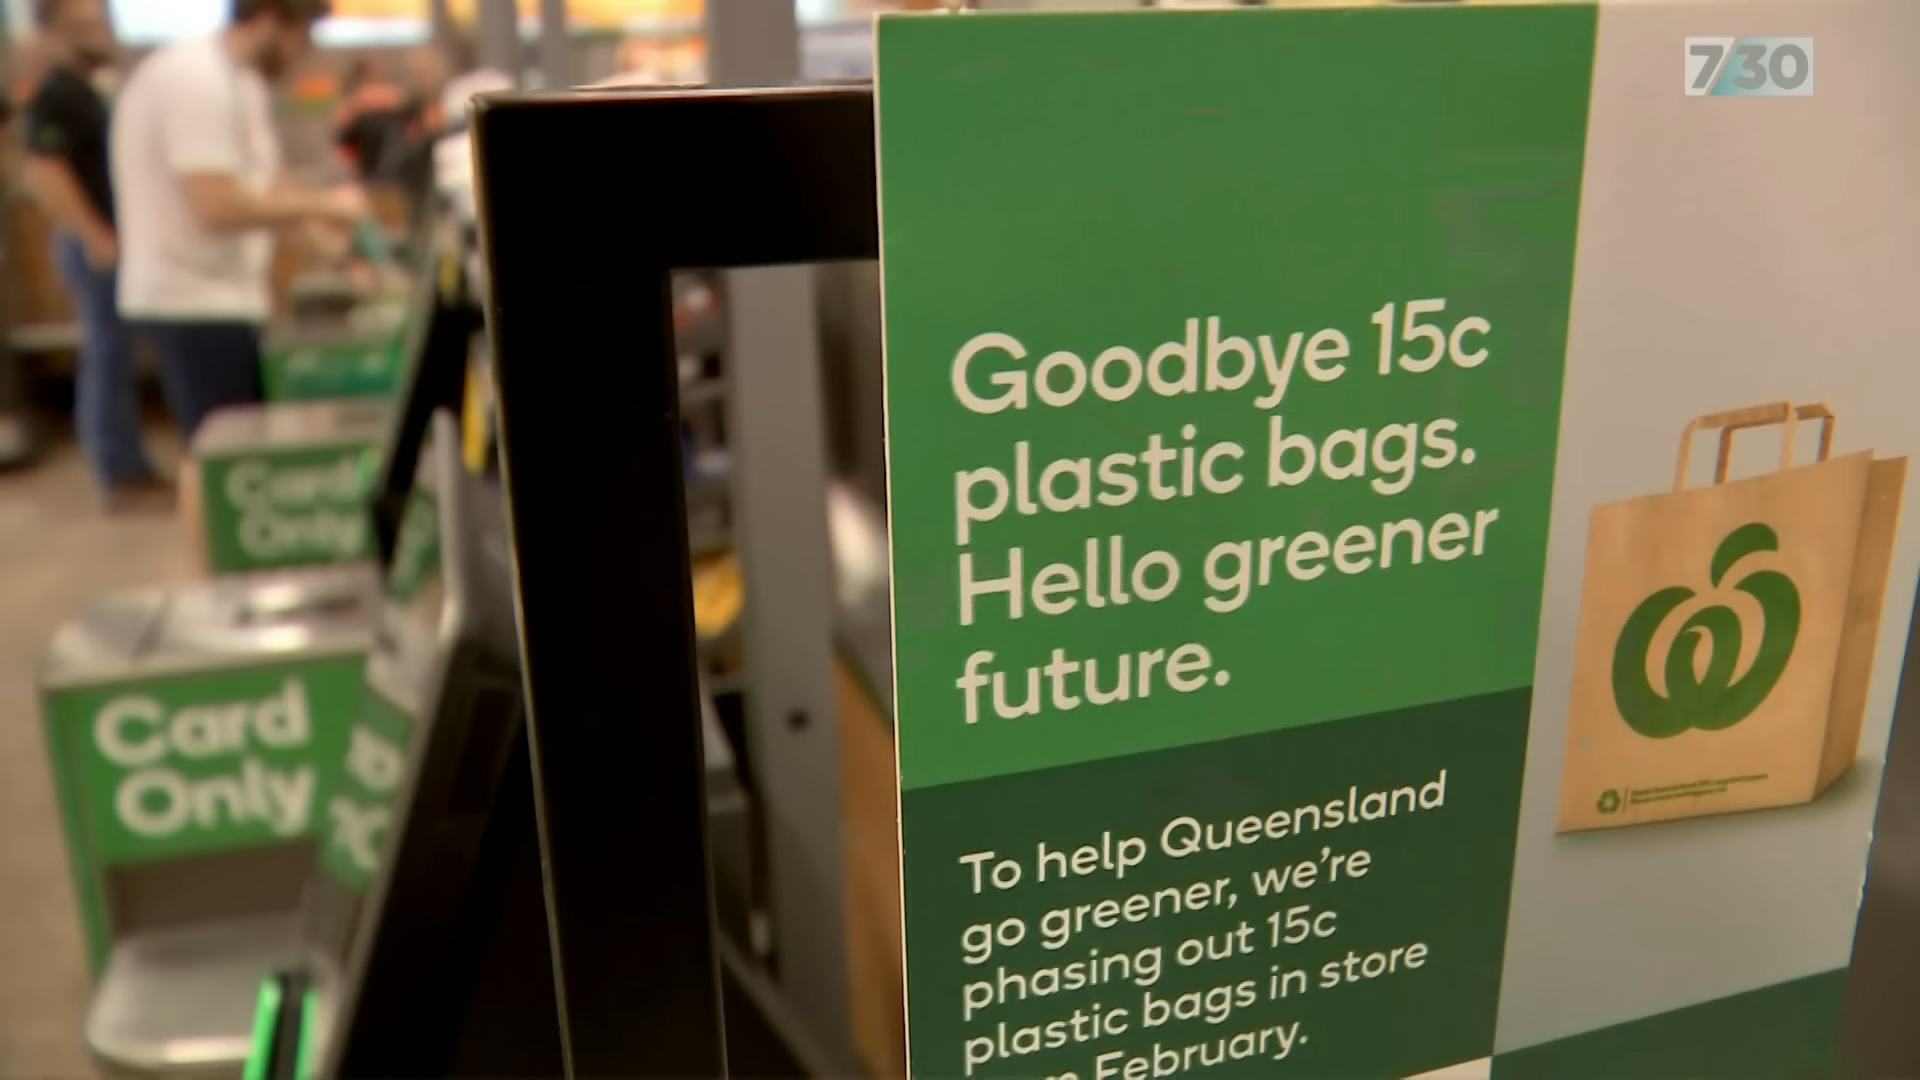 7/30
Goodbye 15c
plastic bags.
Hello greener
future.
To help Queensland
go greener, we're
phasing out 15c
plastic bags in store
February.
Card
Only
Card
Only